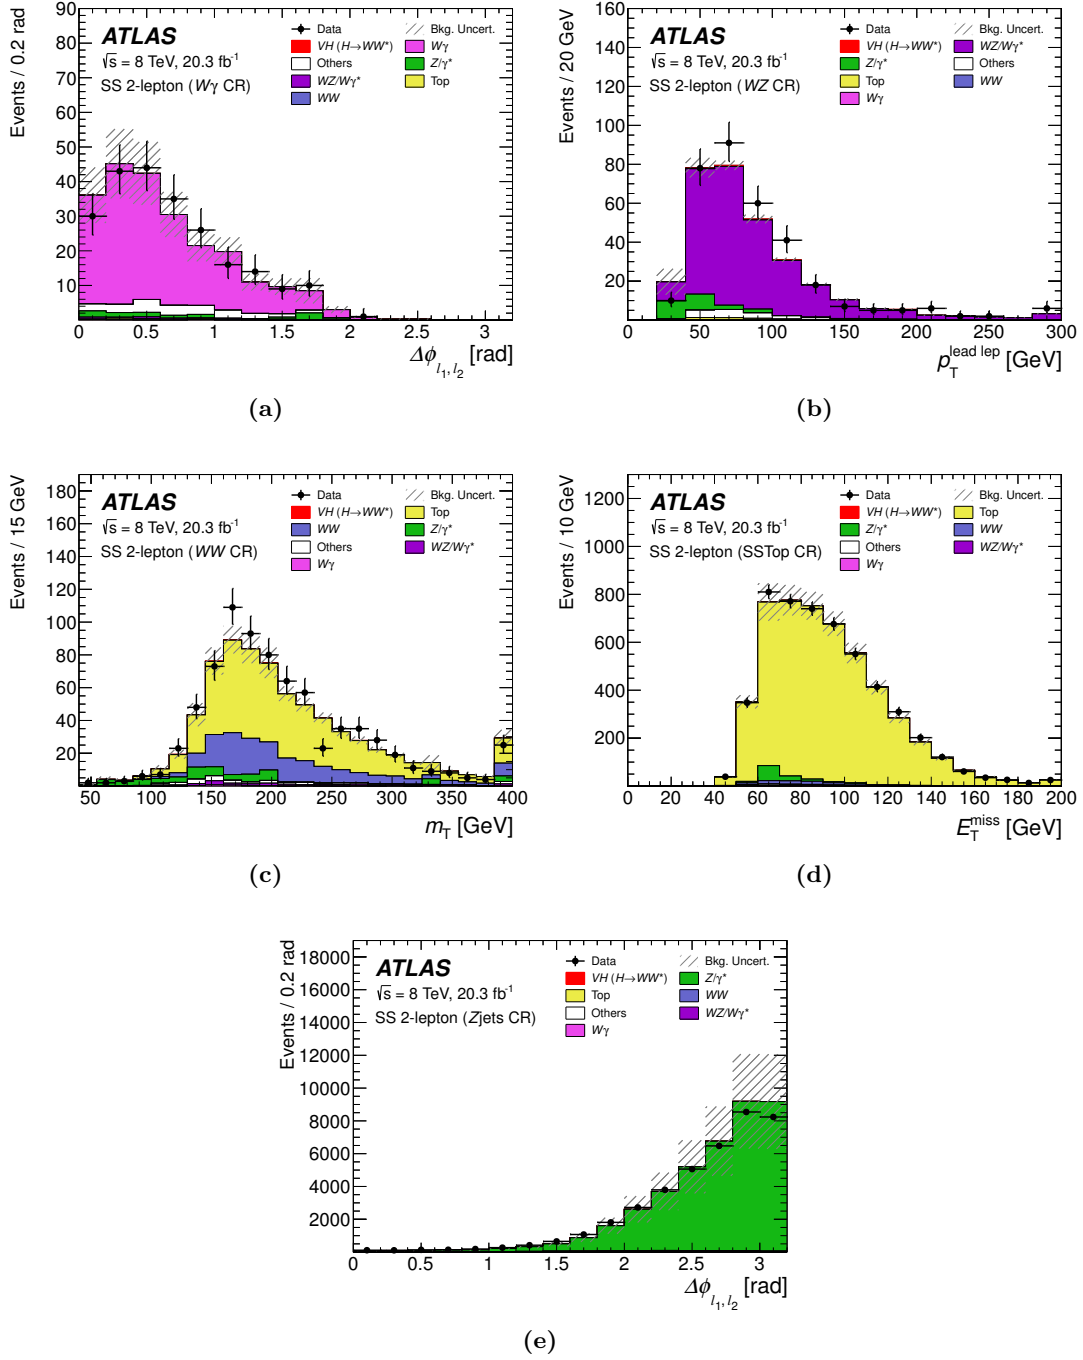 Events / 0.2 rad
90
80
70
60
50
40
30
20
10
ATLAS
√s = 8 TeV, 20.3 fb⁻¹
SS 2-lepton (Wγ CR)
Data
Bkg. Uncert.
VH (H→WW*)
Wγ
Others
Z/γ*
WZ/Wγ*
Top
WW
0 0.5 1 1.5 2 2.5 3
Δϕ_{l₁,l₂} [rad]
(a)
Events / 20 GeV
160
140
120
100
80
60
40
20
ATLAS
√s = 8 TeV, 20.3 fb⁻¹
SS 2-lepton (WZ CR)
Data
Bkg. Uncert.
VH (H→WW*)
WZ/Wγ*
Z/γ*
Others
Top
WW
Wγ
0 50 100 150 200 250 300
p_T^{lead lep} [GeV]
(b)
Events / 15 GeV
180
160
140
120
100
80
60
40
20
ATLAS
√s = 8 TeV, 20.3 fb⁻¹
SS 2-lepton (WW CR)
Data
Bkg. Uncert.
VH (H→WW*)
Top
WW
Z/γ*
Others
WZ/Wγ*
Wγ
50 100 150 200 250 300 350 400
m_T [GeV]
(c)
Events / 10 GeV
1200
1000
800
600
400
200
ATLAS
√s = 8 TeV, 20.3 fb⁻¹
SS 2-lepton (SSTop CR)
Data
Bkg. Uncert.
VH (H→WW*)
Top
Z/γ*
WW
Others
WZ/Wγ*
Wγ
0 20 40 60 80 100 120 140 160 180 200
E_T^{miss} [GeV]
(d)
Events / 0.2 rad
18000
16000
14000
12000
10000
8000
6000
4000
2000
ATLAS
√s = 8 TeV, 20.3 fb⁻¹
SS 2-lepton (Zjets CR)
Data
Bkg. Uncert.
VH (H→WW*)
Z/γ*
Top
WW
Others
WZ/Wγ*
Wγ
0 0.5 1 1.5 2 2.5 3
Δϕ_{l₁,l₂} [rad]
(e)